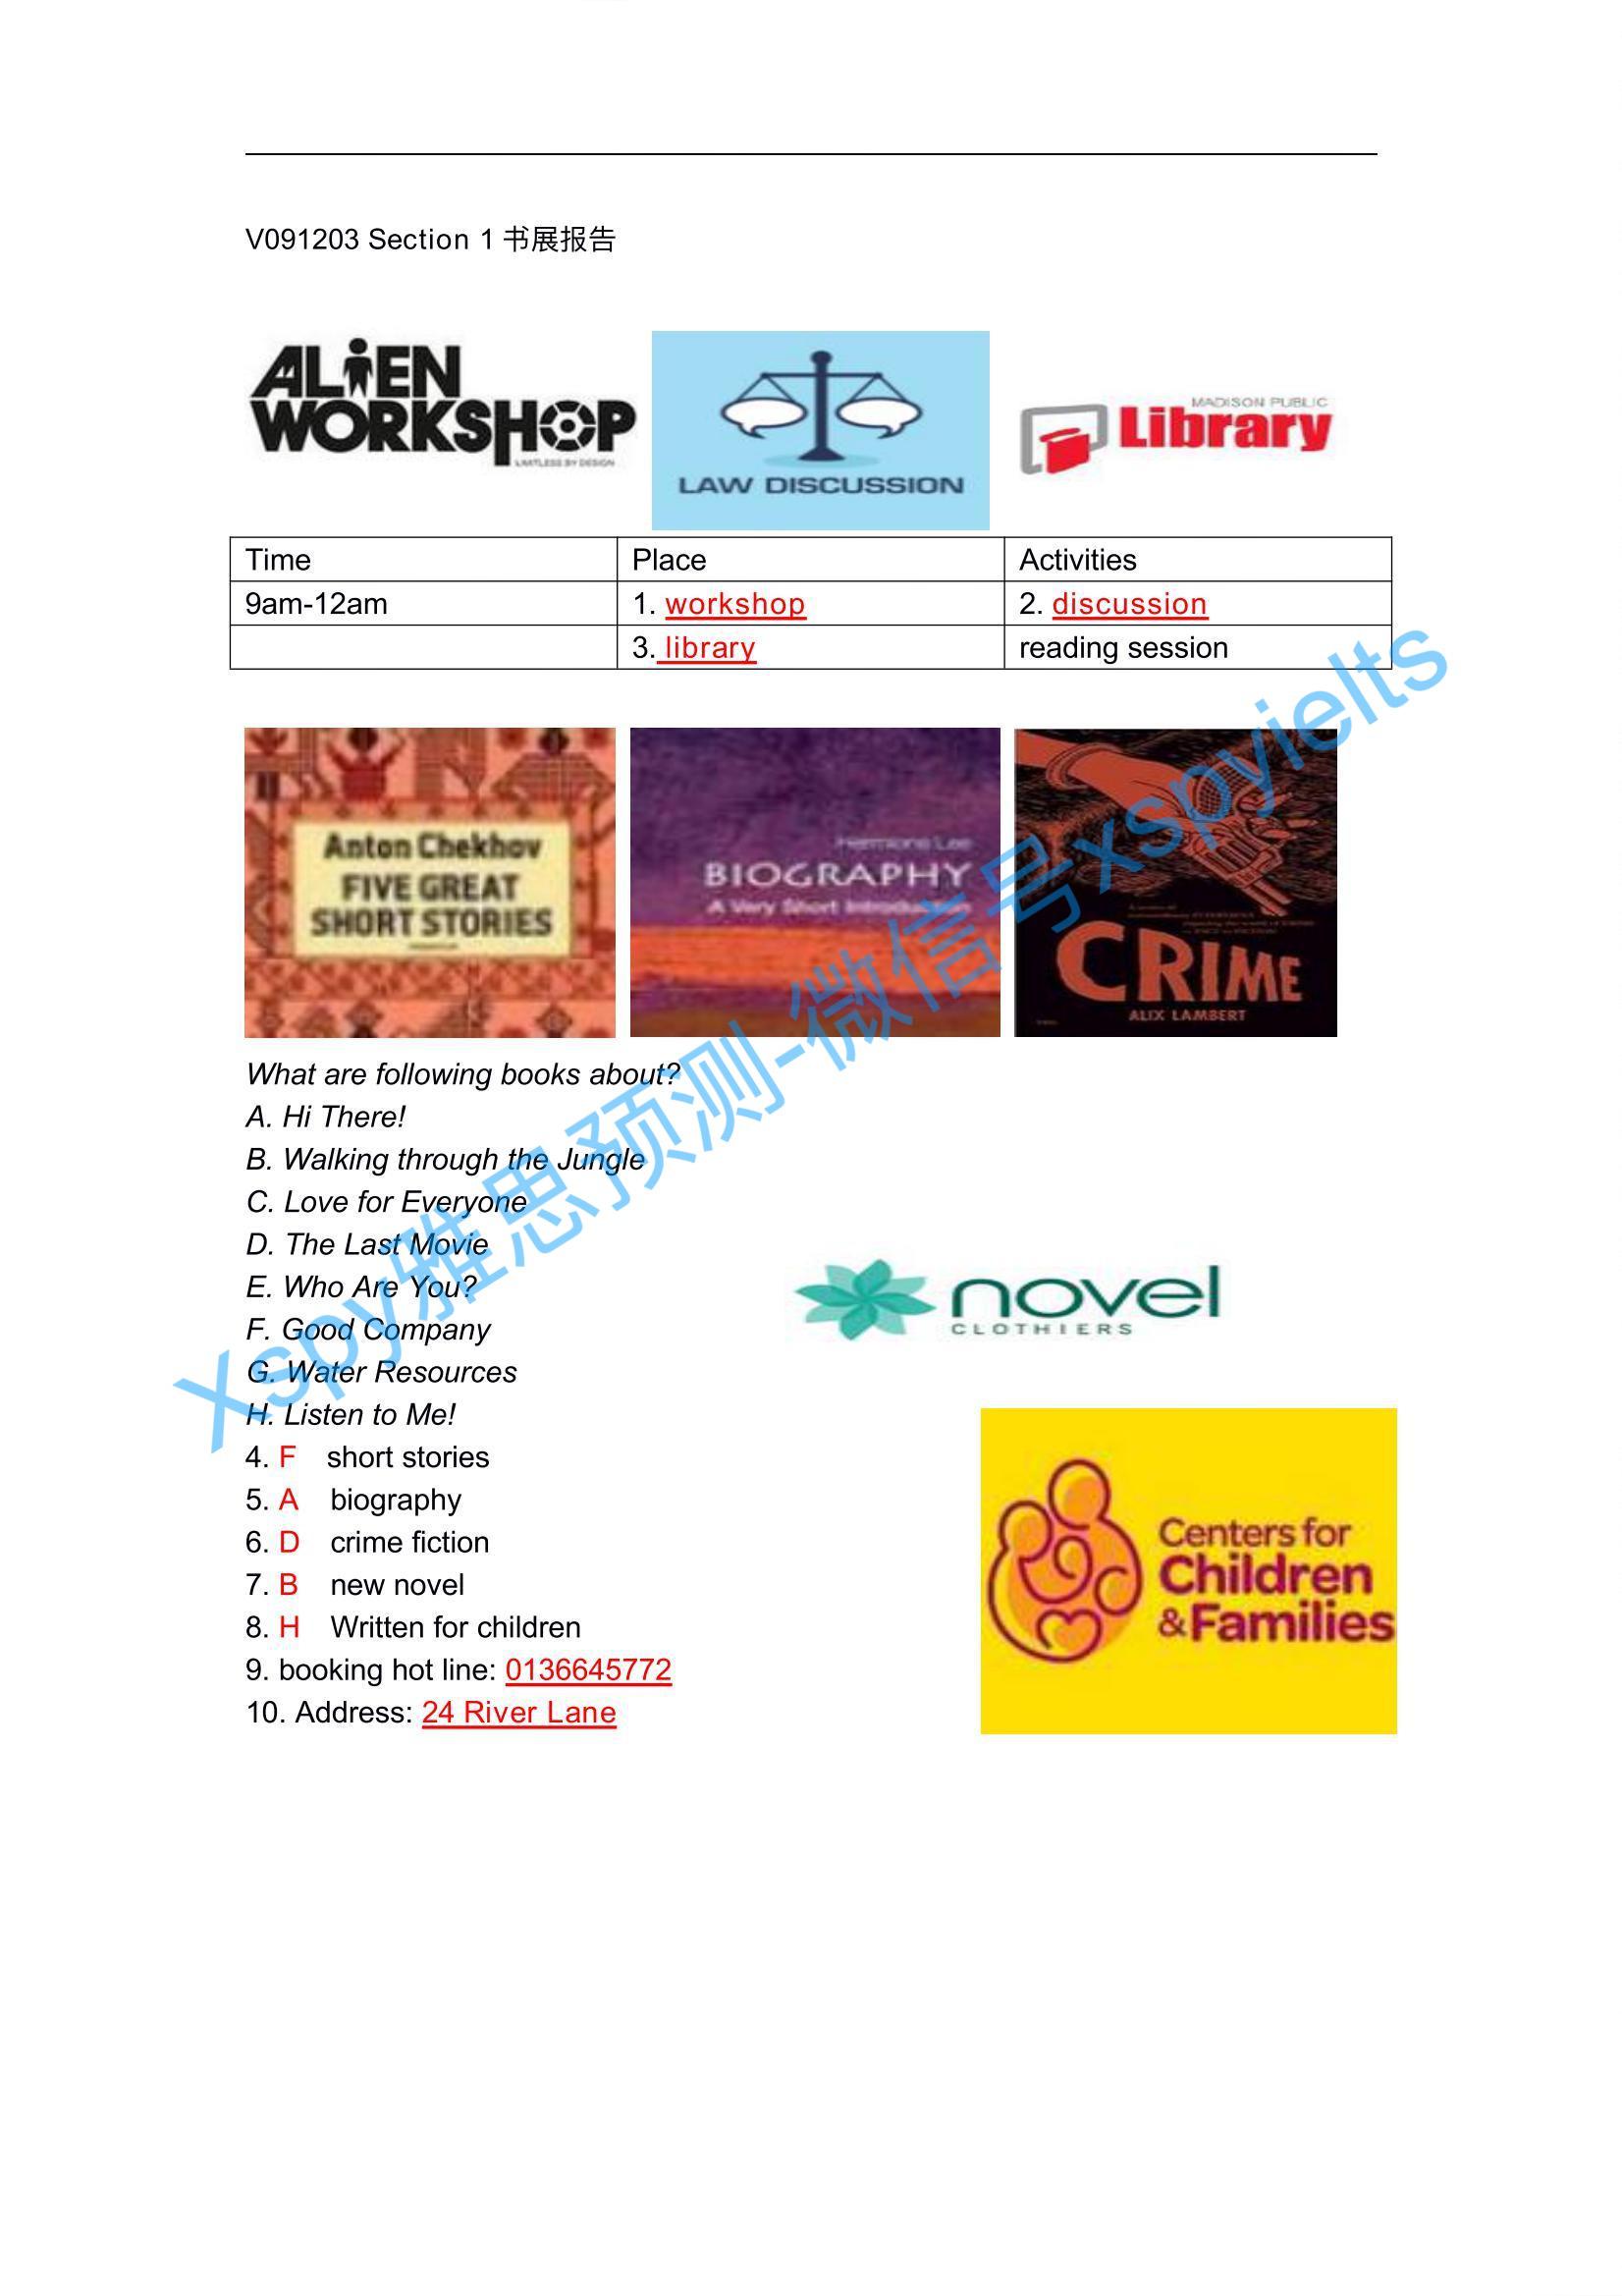 V091203 Section 1 书展报告
ALiEN
WORKSHOP
LIMITLESS BY DESIGN
LAW DISCUSSION
MADISON PUBLIC
Library
Time Place Activities
9am-12am 1. workshop 2. discussion
3. library reading session
Anton Chekhov
FIVE GREAT
SHORT STORIES
Hermione Lee
BIOGRAPHY
A Very Short Introduction
CRIME
ALIX LAMBERT
What are following books about?
A. Hi There!
B. Walking through the Jungle
C. Love for Everyone
D. The Last Movie
E. Who Are You?
F. Good Company
G. Water Resources
H. Listen to Me!
novel
CLOTHIERS
4. F short stories
5. A biography
6. D crime fiction
7. B new novel
8. H Written for children
9. booking hot line: 0136645772
10. Address: 24 River Lane
Centers for
Children
&Families
Xspy雅思预测-微信号xspyielts